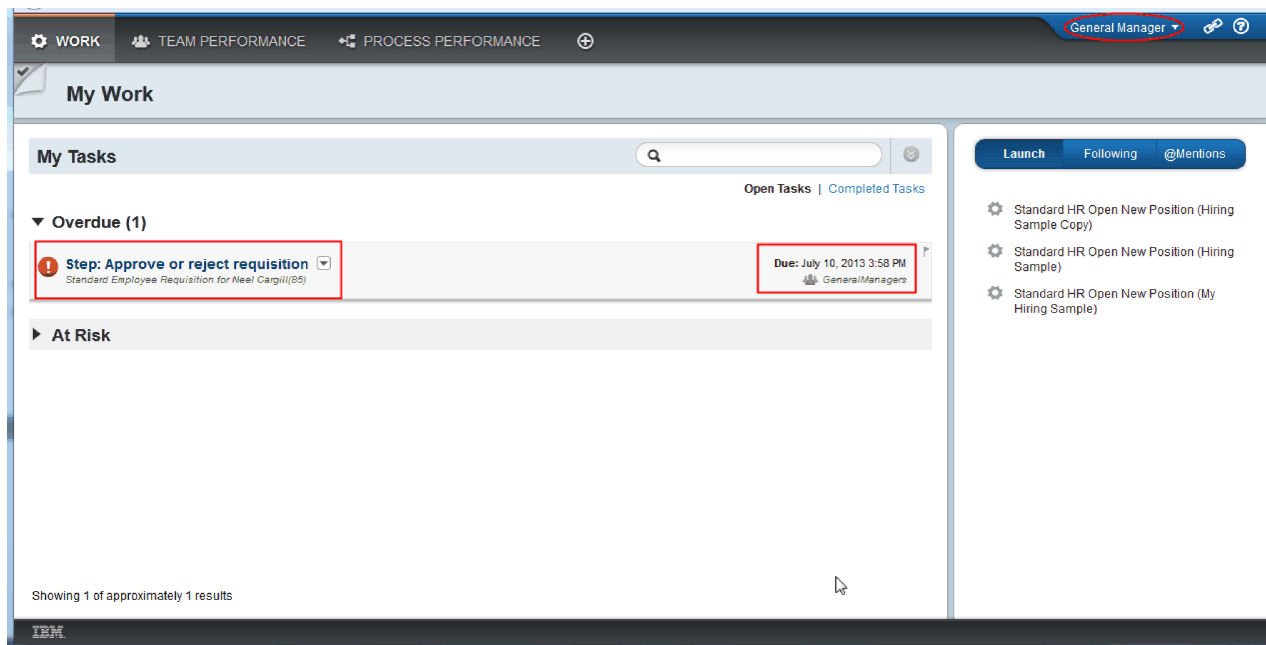 WORK TEAM PERFORMANCE PROCESS PERFORMANCE General Manager
My Work
My Tasks
Open Tasks | Completed Tasks
Overdue (1)
Step: Approve or reject requisition
Standard Employee Requisition for Neel Cargill(85)
Due: July 10, 2013 3:58 PM
GeneralManagers
At Risk
Showing 1 of approximately 1 results
Launch Following @Mentions
Standard HR Open New Position (Hiring
Sample Copy)
Standard HR Open New Position (Hiring
Sample)
Standard HR Open New Position (My
Hiring Sample)
IBM.